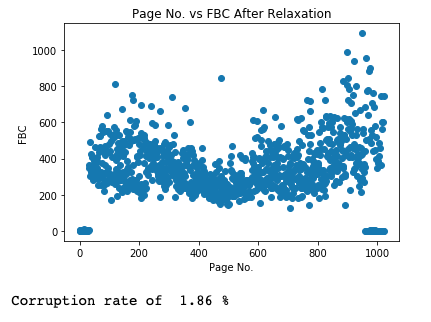 Page No. vs FBC After Relaxation
1000
800
600
400
200
0
FBC
0 200 400 600 800 1000
Page No.
Corruption rate of 1.86 %